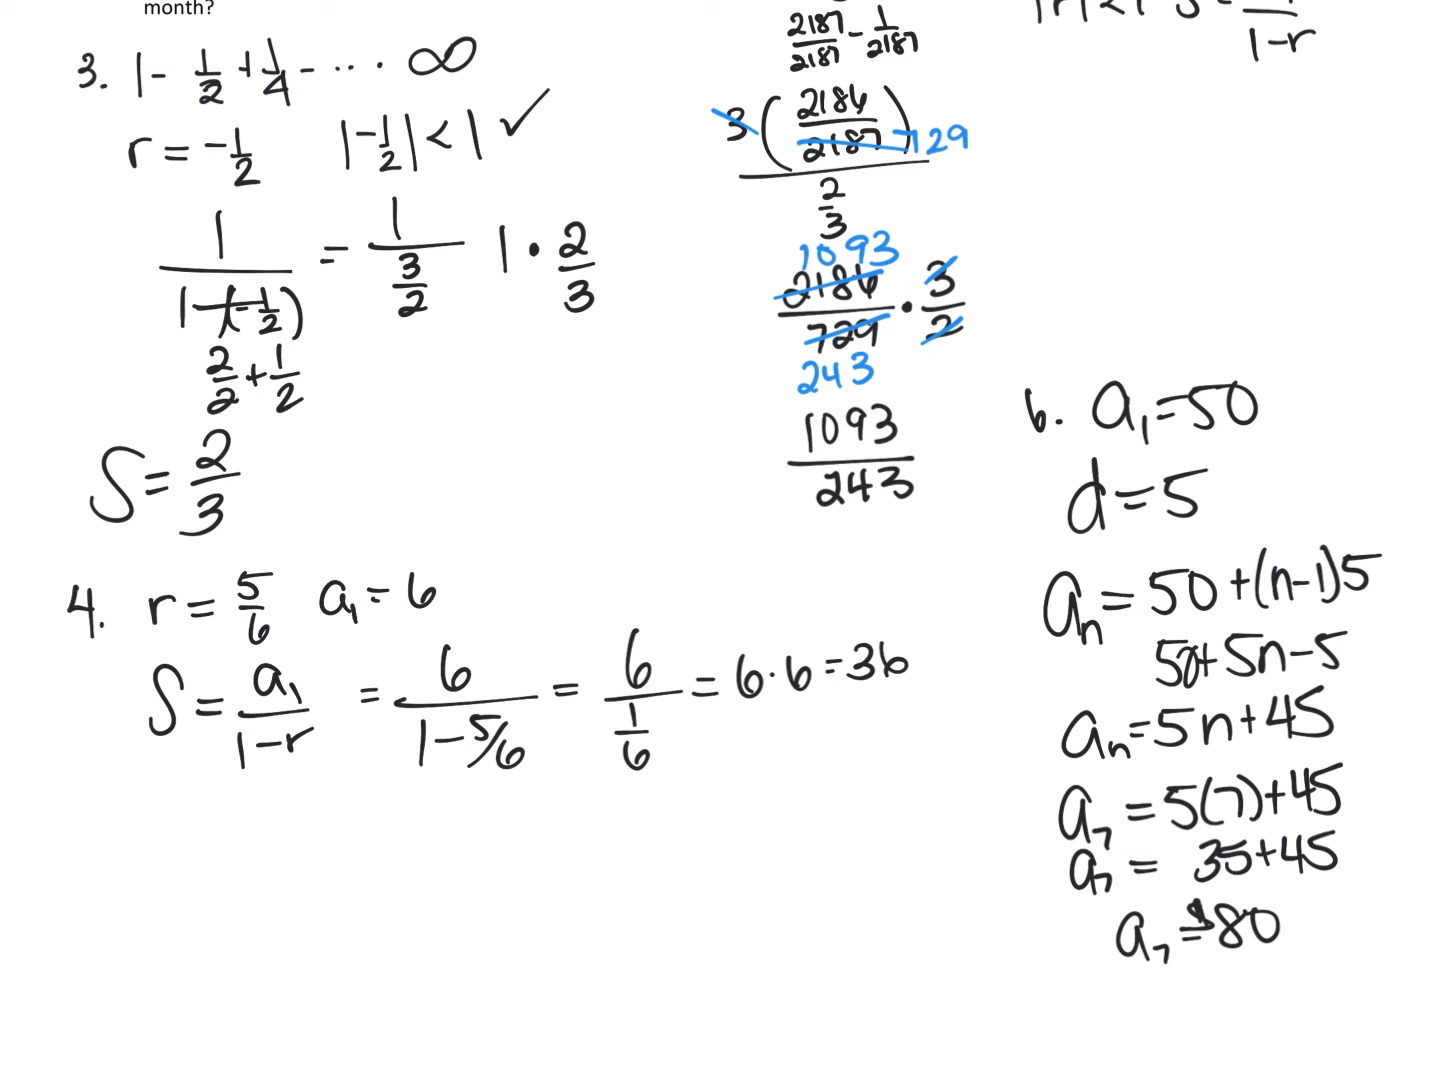 month?
3. 1 - 1/2 + 1/4 - .... ∞
r = -1/2 |-1/2| < 1 ✓
1/(1-(-1/2)) = 1/(3/2) 1 · 2/3
2/2 + 1/2
S = 2/3
4. r = 5/6 a₁ = 6
S = a₁/(1-r) = 6/(1-5/6) = 6/(1/6) = 6·6 = 36
2187/2187 - 1/2187
3(2186/2187) 729
2/3
1093
2186/729 · 3/2
243
1093/243
1-r
6. a₁ = 50
d = 5
aₙ = 50 + (n-1)5
50 + 5n - 5
aₙ = 5n + 45
a₇ = 5(7) + 45
a₇ = 35 + 45
a₇ = $80